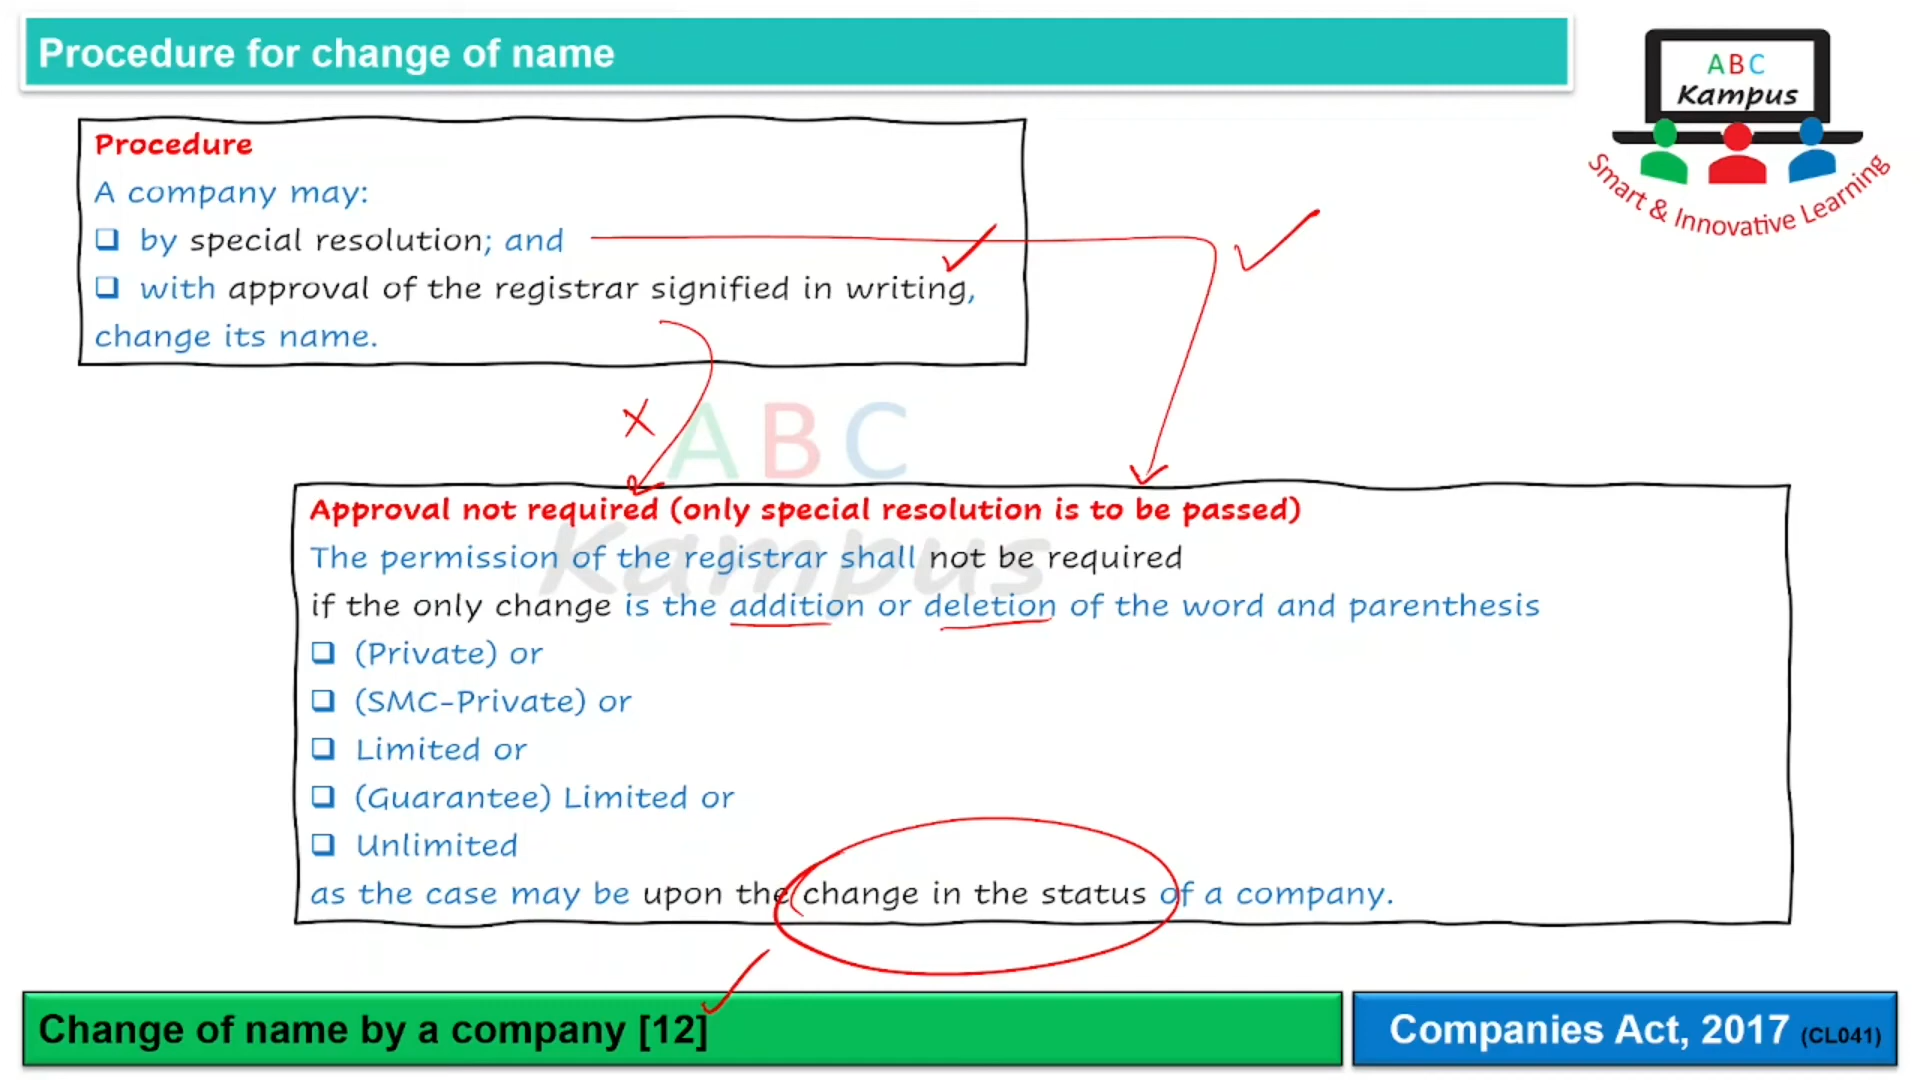 Procedure for change of name
ABC
Kampus
Smart & Innovative Learning
Procedure
A company may:
❑ by special resolution; and
❑ with approval of the registrar signified in writing,
change its name.
ABC
Kampus
Approval not required (only special resolution is to be passed)
The permission of the registrar shall not be required
if the only change is the addition or deletion of the word and parenthesis
❑ (Private) or
❑ (SMC-Private) or
❑ Limited or
❑ (Guarantee) Limited or
❑ Unlimited
as the case may be upon the change in the status of a company.
Change of name by a company [12]
Companies Act, 2017 (CL041)